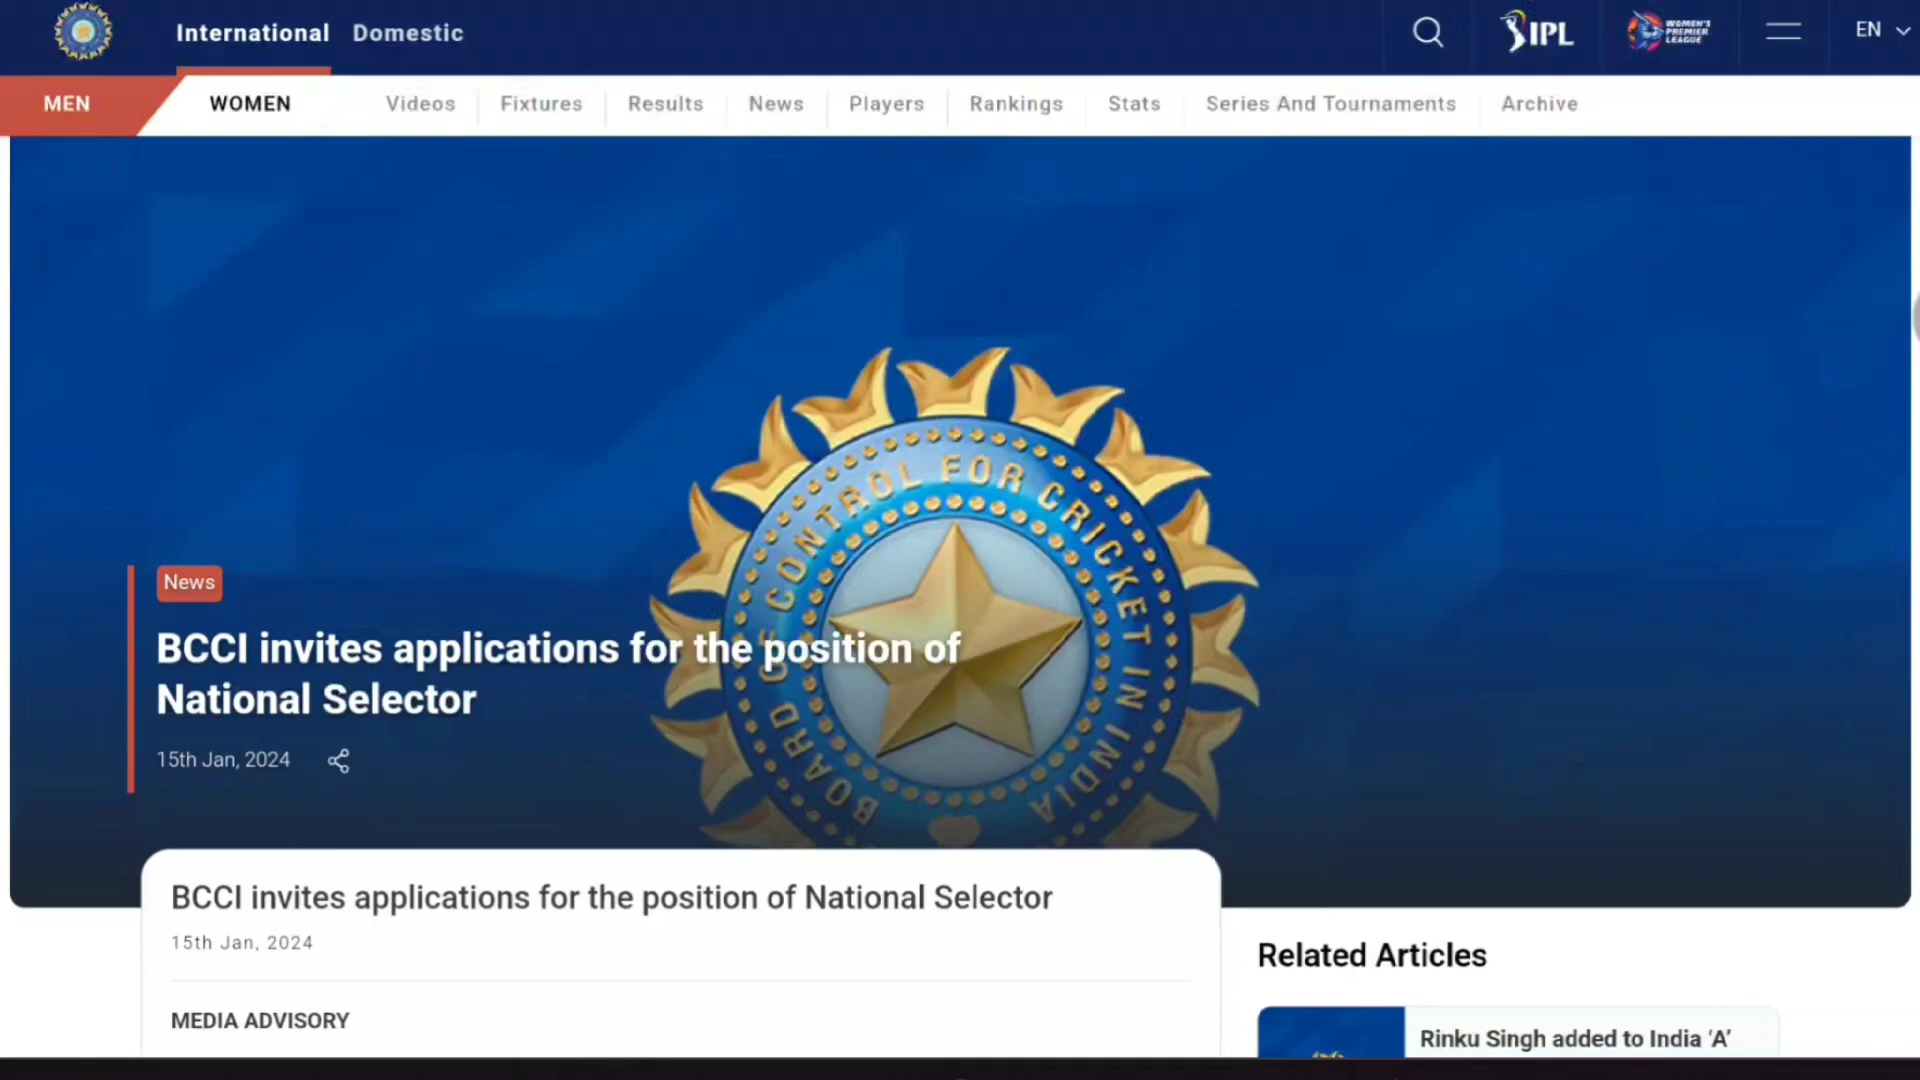 International Domestic
IPL
WOMEN'S
PREMIER
LEAGUE
EN
MEN WOMEN Videos Fixtures Results News Players Rankings Stats Series And Tournaments Archive
BOARD OF CONTROL FOR CRICKET IN INDIA
News
BCCI invites applications for the position of
National Selector
15th Jan, 2024
BCCI invites applications for the position of National Selector
15th Jan, 2024
MEDIA ADVISORY
Related Articles
Rinku Singh added to India ‘A’